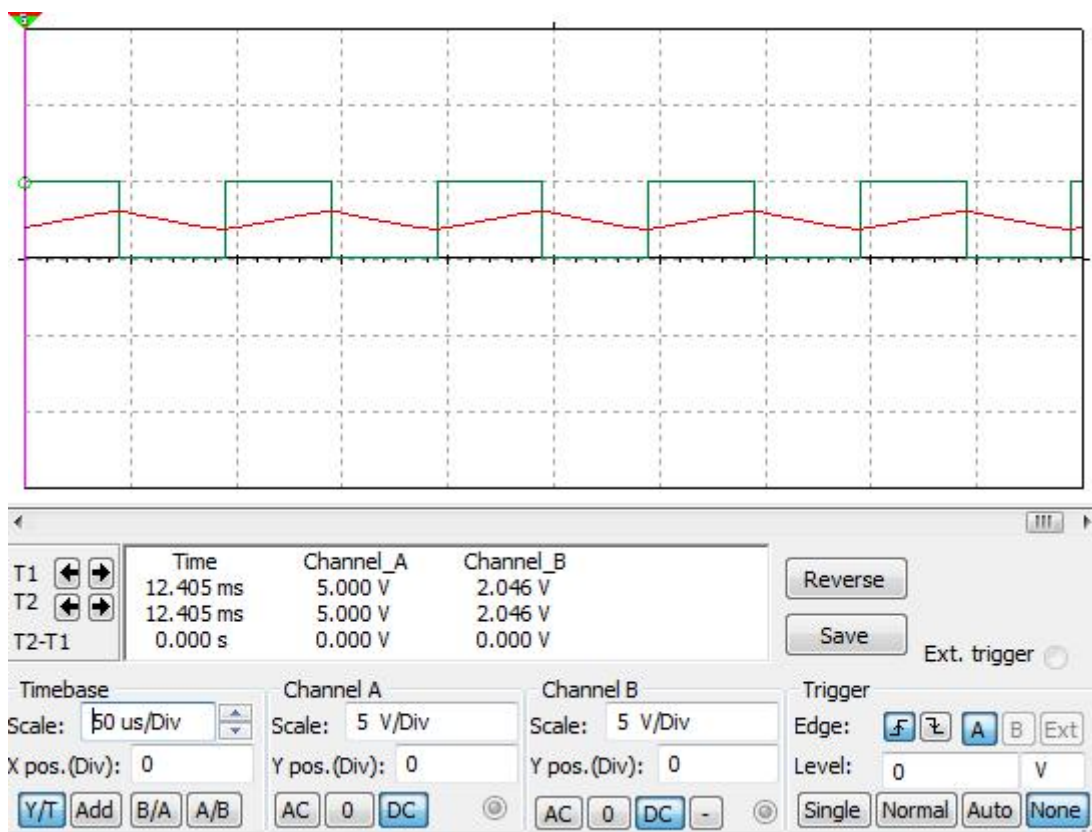 Time Channel_A Channel_B
T1 12.405 ms 5.000 V 2.046 V
T2 12.405 ms 5.000 V 2.046 V
T2-T1 0.000 s 0.000 V 0.000 V
Reverse
Save
Ext. trigger
Timebase
Scale: 50 us/Div
X pos.(Div): 0
Y/T Add B/A A/B
Channel A
Scale: 5 V/Div
Y pos.(Div): 0
AC 0 DC
Channel B
Scale: 5 V/Div
Y pos.(Div): 0
AC 0 DC -
Trigger
Edge: A B Ext
Level: 0 V
Single Normal Auto None